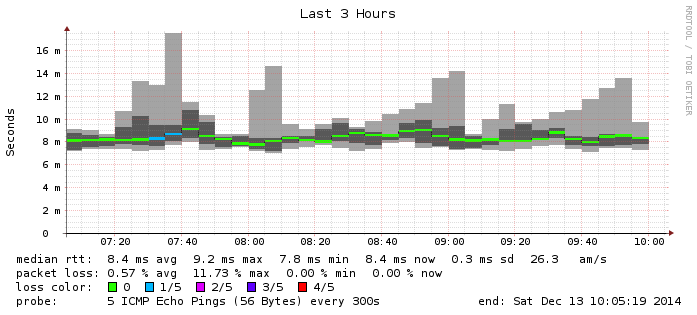 Last 3 Hours
RRDTOOL / TOBI OETIKER
Seconds
16 m
14 m
12 m
10 m
8 m
6 m
4 m
2 m
0
07:20 07:40 08:00 08:20 08:40 09:00 09:20 09:40 10:00
median rtt: 8.4 ms avg 9.2 ms max 7.8 ms min 8.4 ms now 0.3 ms sd 26.3 am/s
packet loss: 0.57 % avg 11.73 % max 0.00 % min 0.00 % now
loss color: 0 1/5 2/5 3/5 4/5
probe: 5 ICMP Echo Pings (56 Bytes) every 300s end: Sat Dec 13 10:05:19 2014